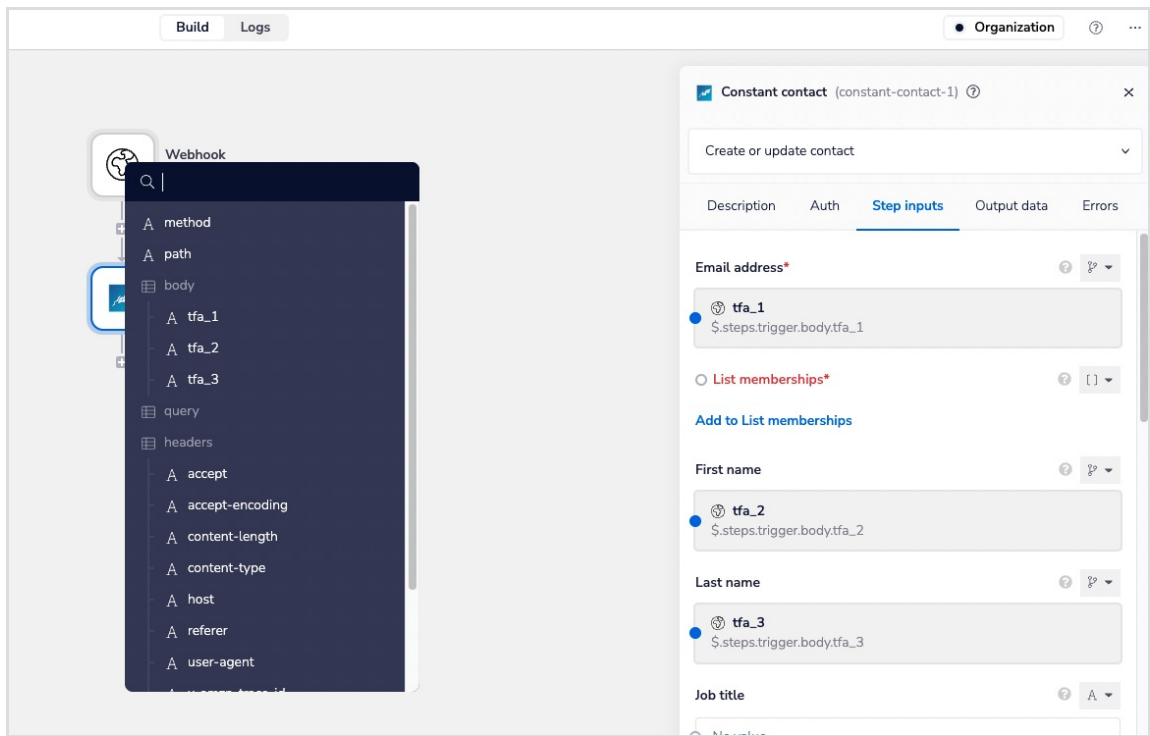 Build Logs
Organization
Constant contact (constant-contact-1)
Create or update contact
Description Auth Step inputs Output data Errors
Webhook
method
path
body
tfa_1
tfa_2
tfa_3
query
headers
accept
accept-encoding
content-length
content-type
host
referer
user-agent
Email address*
tfa_1
$.steps.trigger.body.tfa_1
List memberships*
[ ]
Add to List memberships
First name
tfa_2
$.steps.trigger.body.tfa_2
Last name
tfa_3
$.steps.trigger.body.tfa_3
Job title
A
No value